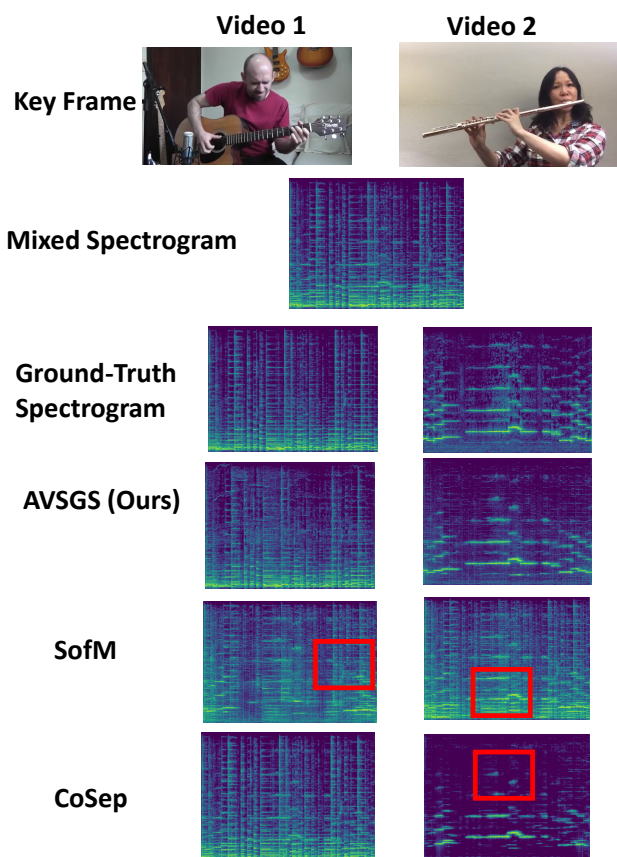 Video 1
Video 2
Key Frame
Mixed Spectrogram
Ground-Truth
Spectrogram
AVSGS (Ours)
SofM
CoSep